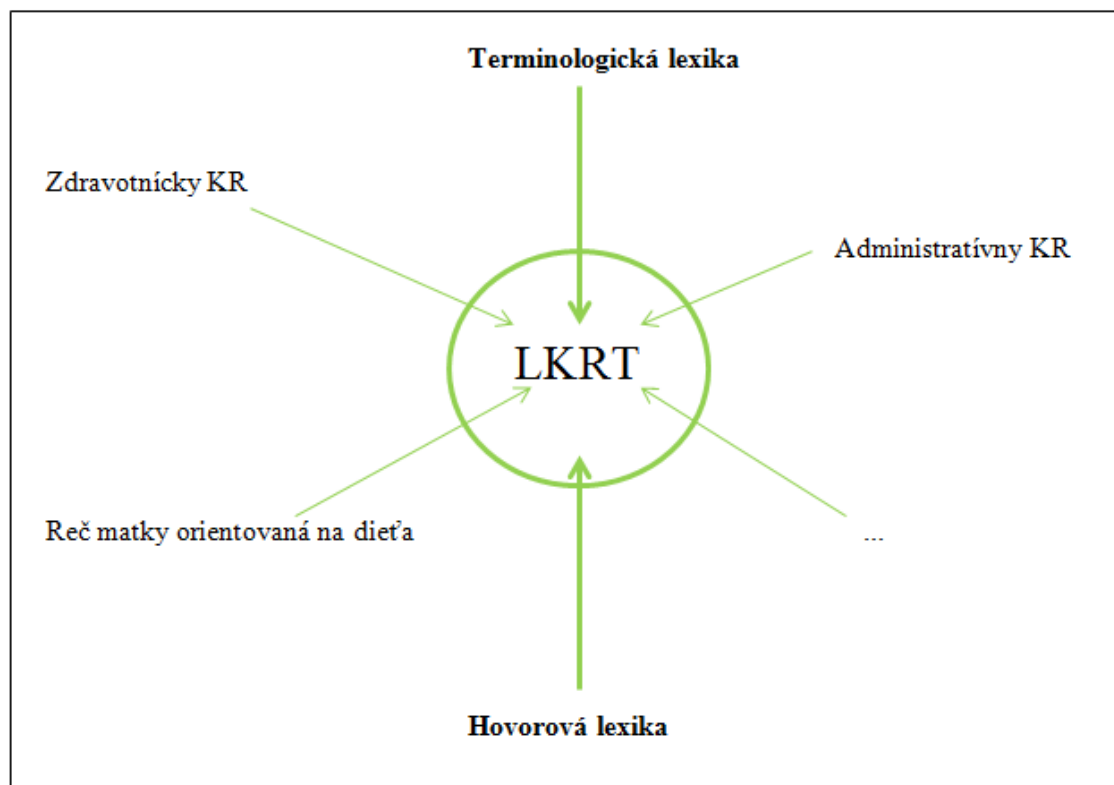 Terminologická lexika
Zdravotnícky KR
Administratívny KR
LKRT
Reč matky orientovaná na dieťa
...
Hovorová lexika